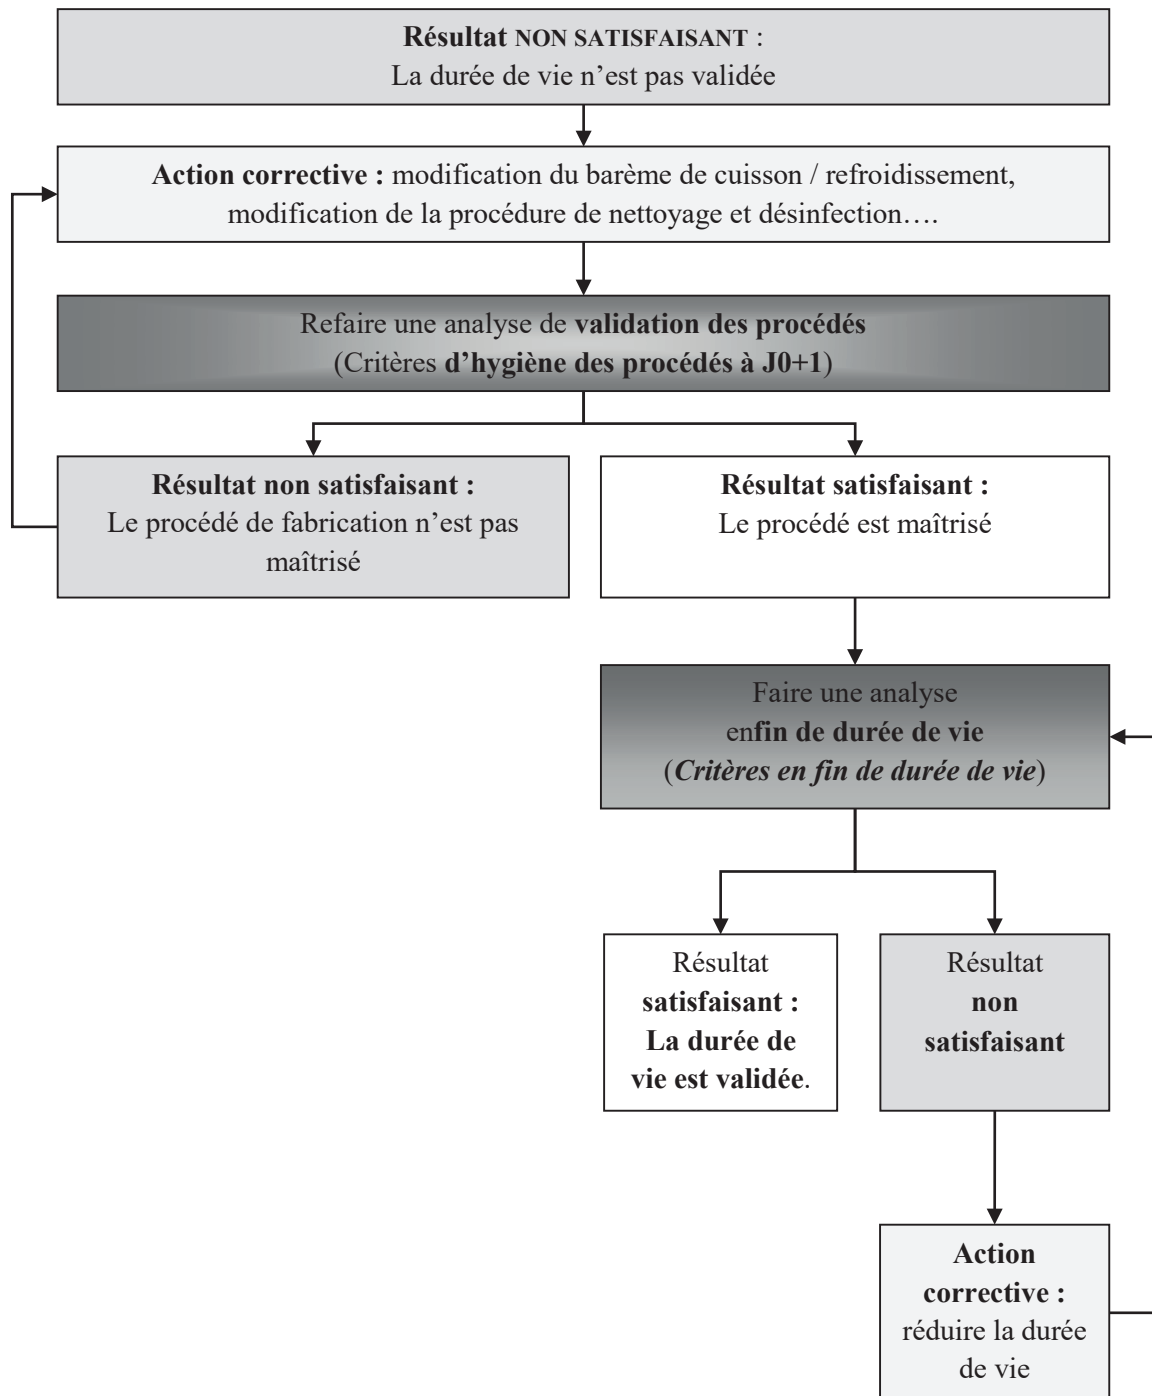 Résultat NON SATISFAISANT :
La durée de vie n’est pas validée
Action corrective : modification du barème de cuisson / refroidissement,
modification de la procédure de nettoyage et désinfection….
Refaire une analyse de validation des procédés
(Critères d’hygiène des procédés à J0+1)
Résultat non satisfaisant :
Le procédé de fabrication n’est pas
maîtrisé
Résultat satisfaisant :
Le procédé est maîtrisé
Faire une analyse
enfin de durée de vie
(Critères en fin de durée de vie)
Résultat
satisfaisant :
La durée de
vie est validée.
Résultat
non
satisfaisant
Action
corrective :
réduire la durée
de vie